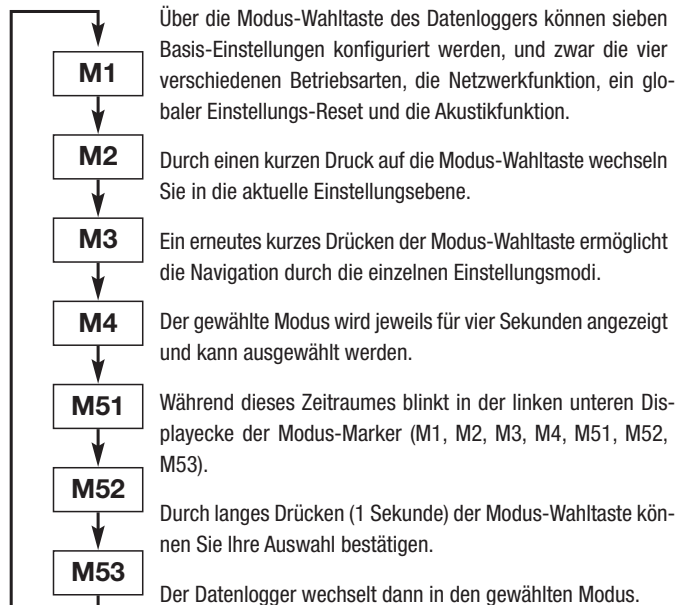 M1
M2
M3
M4
M51
M52
M53
Über die Modus-Wahltaste des Datenloggers können sieben
Basis-Einstellungen konfiguriert werden, und zwar die vier
verschiedenen Betriebsarten, die Netzwerkfunktion, ein glo-
baler Einstellungs-Reset und die Akustikfunktion.
Durch einen kurzen Druck auf die Modus-Wahltaste wechseln
Sie in die aktuelle Einstellungsebene.
Ein erneutes kurzes Drücken der Modus-Wahltaste ermöglicht
die Navigation durch die einzelnen Einstellungsmodi.
Der gewählte Modus wird jeweils für vier Sekunden angezeigt
und kann ausgewählt werden.
Während dieses Zeitraumes blinkt in der linken unteren Dis-
playecke der Modus-Marker (M1, M2, M3, M4, M51, M52,
M53).
Durch langes Drücken (1 Sekunde) der Modus-Wahltaste kön-
nen Sie Ihre Auswahl bestätigen.
Der Datenlogger wechselt dann in den gewählten Modus.